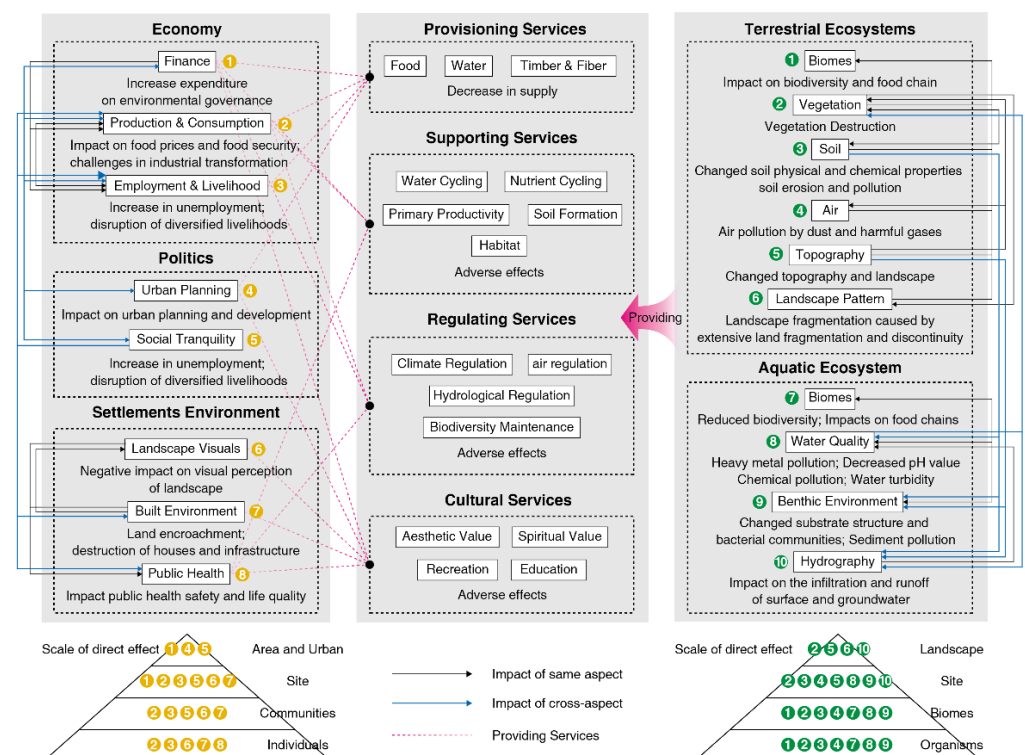 Economy
Finance 1
Increase expenditure
on environmental governance
Production & Consumption 2
Impact on food prices and food security;
challenges in industrial transformation
Employment & Livelihood 3
Increase in unemployment;
disruption of diversified livelihoods
Politics
Urban Planning 4
Impact on urban planning and development
Social Tranquility 5
Increase in unemployment;
disruption of diversified livelihoods
Settlements Environment
Landscape Visuals 6
Negative impact on visual perception
of landscape
Built Environment 7
Land encroachment;
destruction of houses and infrastructure
Public Health 8
Impact public health safety and life quality
Provisioning Services
Food Water Timber & Fiber
Decrease in supply
Supporting Services
Water Cycling Nutrient Cycling
Primary Productivity Soil Formation
Habitat
Adverse effects
Regulating Services
Climate Regulation air regulation
Hydrological Regulation
Biodiversity Maintenance
Adverse effects
Cultural Services
Aesthetic Value Spiritual Value
Recreation Education
Adverse effects
Providing
Terrestrial Ecosystems
1 Biomes
Impact on biodiversity and food chain
2 Vegetation
Vegetation Destruction
3 Soil
Changed soil physical and chemical properties
soil erosion and pollution
4 Air
Air pollution by dust and harmful gases
5 Topography
Changed topography and landscape
6 Landscape Pattern
Landscape fragmentation caused by
extensive land fragmentation and discontinuity
Aquatic Ecosystem
7 Biomes
Reduced biodiversity; Impacts on food chains
8 Water Quality
Heavy metal pollution; Decreased pH value
Chemical pollution; Water turbidity
9 Benthic Environment
Changed substrate structure and
bacterial communities; Sediment pollution
10 Hydrography
Impact on the infiltration and runoff
of surface and groundwater
Scale of direct effect 1 4 5 Area and Urban
1 2 3 5 6 7 Site
2 3 5 6 7 Communities
2 3 6 7 8 Individuals
Impact of same aspect
Impact of cross-aspect
Providing Services
Scale of direct effect 2 5 6 10 Landscape
2 3 4 5 8 9 10 Site
1 2 3 4 7 8 9 Biomes
1 2 3 4 7 8 9 Organisms